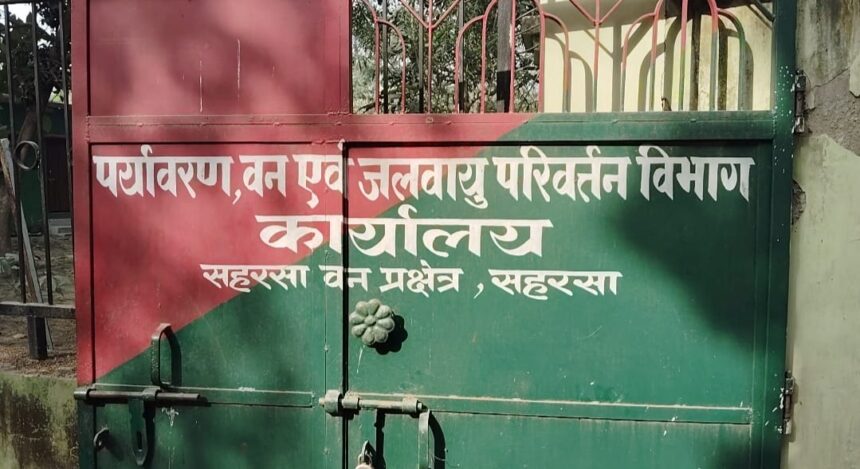 पर्यावरण, वन एवं जलवायु परिवर्त्तन विभाग
कार्यालय
सहरसा वन प्रक्षेत्र, सहरसा